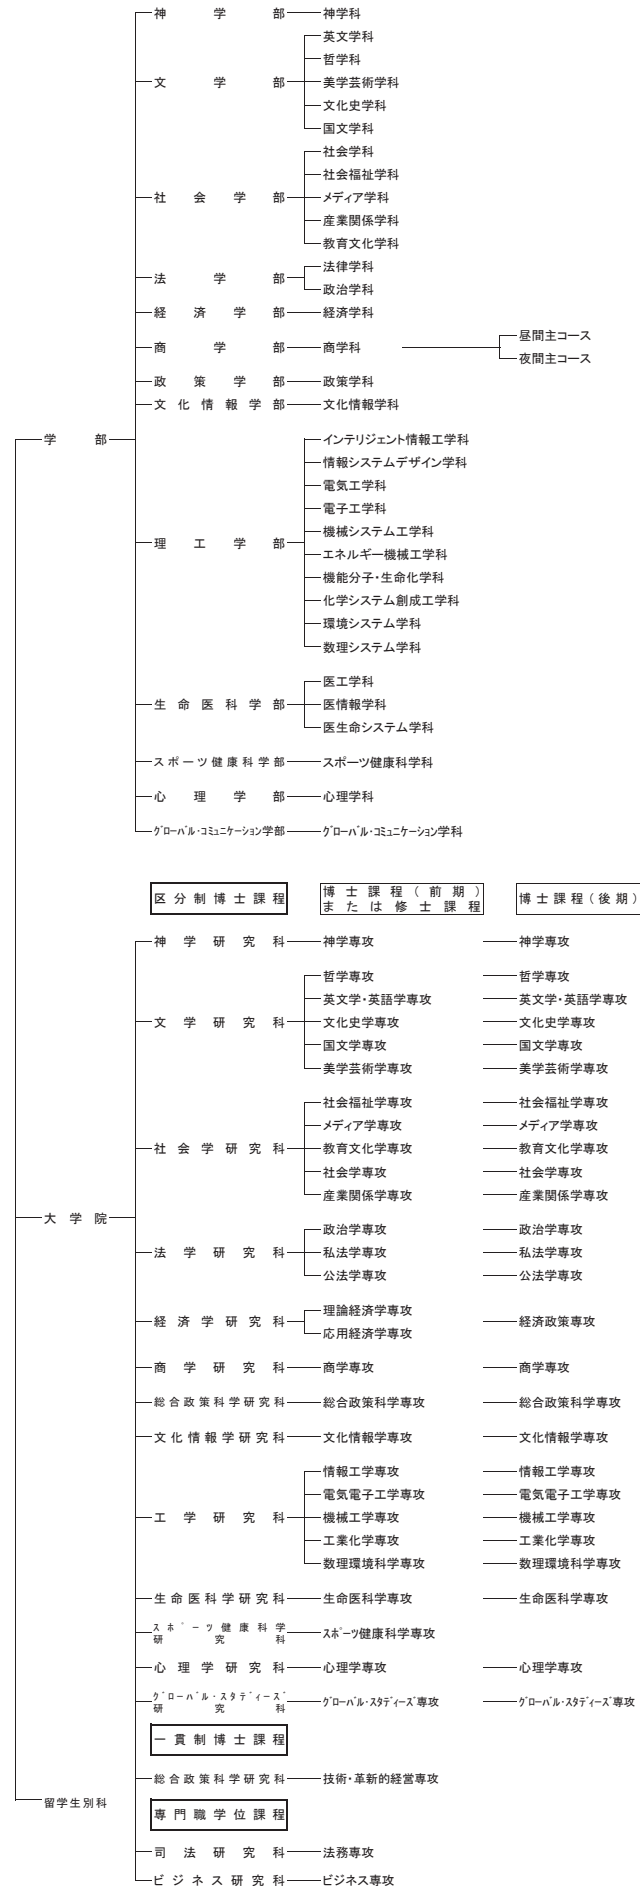 神学部 神学科
英文学科
哲学科
文学部 美学芸術学科
文化史学科
国文学科
社会学科
社会福祉学科
社会学部 メディア学科
産業関係学科
教育文化学科
法律学科
法学部
政治学科
経済学部 経済学科
昼間主コース
商学部 商学科
夜間主コース
政策学部 政策学科
文化情報学部 文化情報学科
学部 インテリジェント情報工学科
情報システムデザイン学科
電気工学科
電子工学科
機械システム工学科
理工学部
エネルギー機械工学科
機能分子・生命化学科
化学システム創成工学科
環境システム学科
数理システム学科
医工学科
生命医科学部 医情報学科
医生命システム学科
スポーツ健康科学部 スポーツ健康科学科
心理学部 心理学科
グローバル・コミュニケーション学部 グローバル・コミュニケーション学科
区分制博士課程 博士課程(前期)または修士課程 博士課程(後期)
神学研究科 神学専攻 神学専攻
哲学専攻 哲学専攻
英文学・英語学専攻 英文学・英語学専攻
文学研究科 文化史学専攻 文化史学専攻
国文学専攻 国文学専攻
美学芸術学専攻 美学芸術学専攻
社会福祉学専攻 社会福祉学専攻
メディア学専攻 メディア学専攻
社会学研究科 教育文化学専攻 教育文化学専攻
社会学専攻 社会学専攻
産業関係学専攻 産業関係学専攻
大学院
政治学専攻 政治学専攻
法学研究科 私法学専攻 私法学専攻
公法学専攻 公法学専攻
理論経済学専攻
経済学研究科 経済政策専攻
応用経済学専攻
商学研究科 商学専攻 商学専攻
総合政策科学研究科 総合政策科学専攻 総合政策科学専攻
文化情報学研究科 文化情報学専攻 文化情報学専攻
情報工学専攻 情報工学専攻
電気電子工学専攻 電気電子工学専攻
工学研究科 機械工学専攻 機械工学専攻
工業化学専攻 工業化学専攻
数理環境科学専攻 数理環境科学専攻
生命医科学研究科 生命医科学専攻 生命医科学専攻
スポーツ健康科学
研究科 スポーツ健康科学専攻
心理学研究科 心理学専攻 心理学専攻
グローバル・スタディーズ
研究科 グローバル・スタディーズ専攻 グローバル・スタディーズ専攻
一貫制博士課程
総合政策科学研究科 技術・革新的経営専攻
留学生別科
専門職学位課程
司法研究科 法務専攻
ビジネス研究科 ビジネス専攻